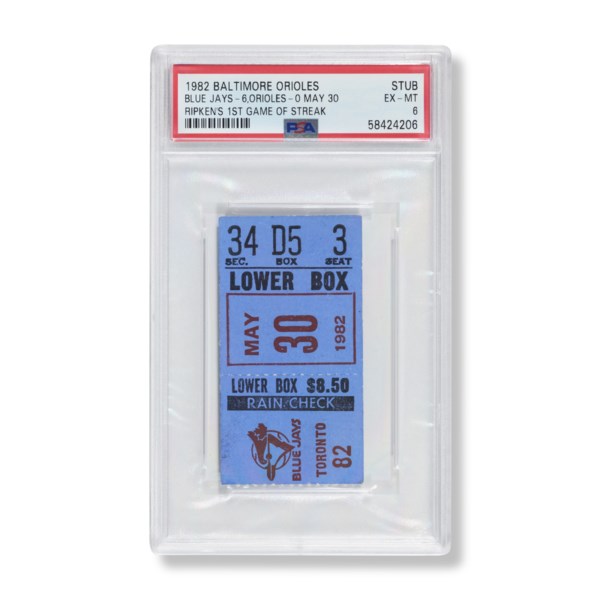 1982 BALTIMORE ORIOLES STUB
BLUE JAYS-6,ORIOLES-0 MAY 30 EX-MT
RIPKEN'S 1ST GAME OF STREAK 6
PSA 58424206
34 D5 3
SEC. BOX SEAT
LOWER BOX
MAY 30 1982
LOWER BOX $8.50
RAIN CHECK
BLUE JAYS
TORONTO
82